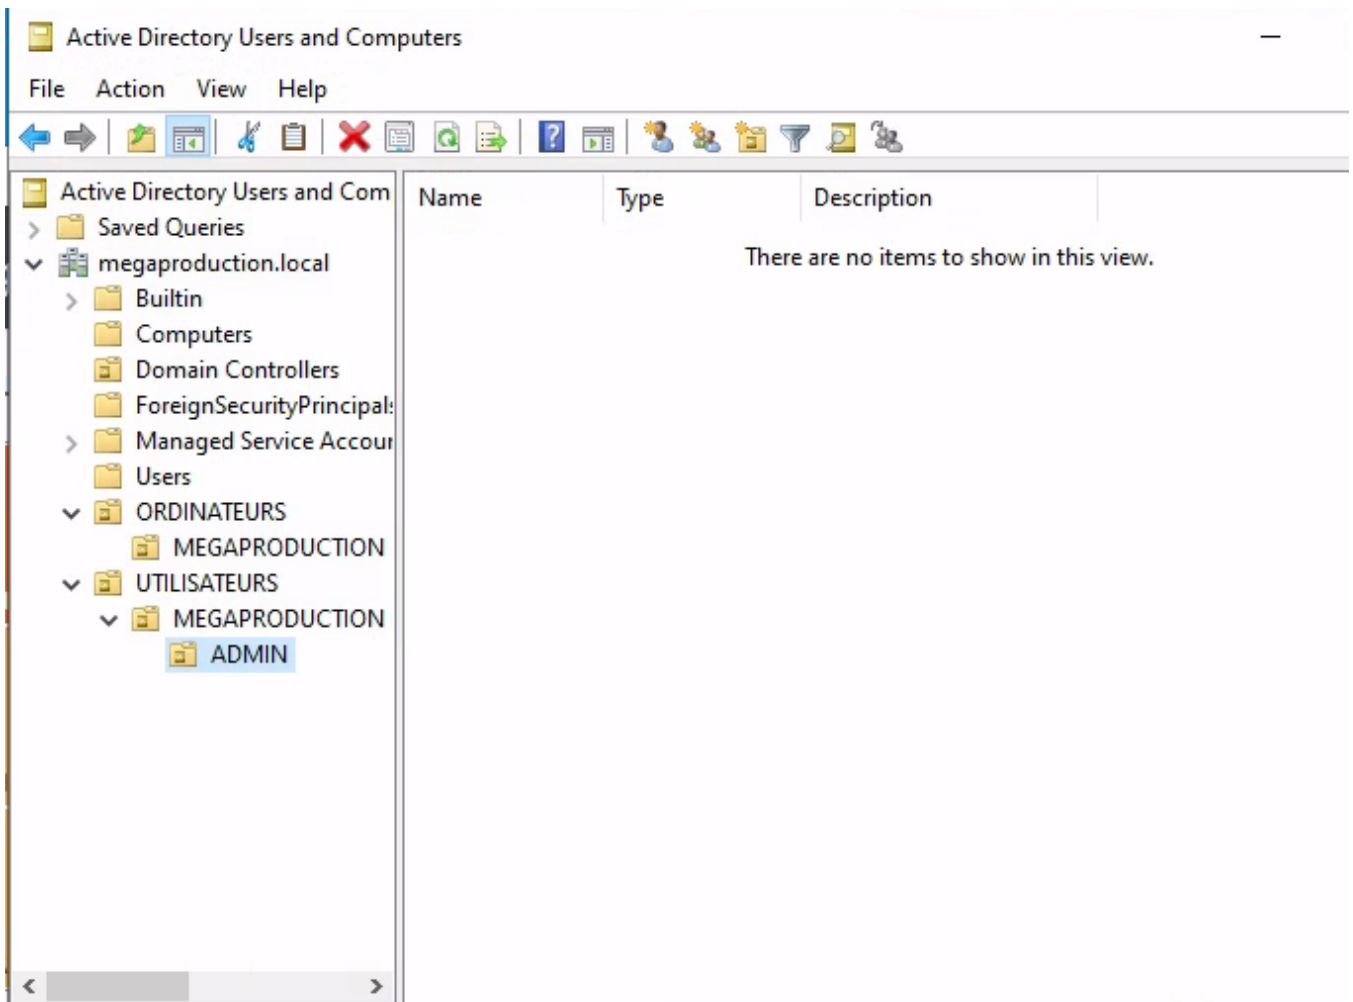 Active Directory Users and Computers
File Action View Help
Active Directory Users and Com
Saved Queries
megaproduction.local
Builtin
Computers
Domain Controllers
ForeignSecurityPrincipals
Managed Service Accour
Users
ORDINATEURS
MEGAPRODUCTION
UTILISATEURS
MEGAPRODUCTION
ADMIN
Name Type Description
There are no items to show in this view.